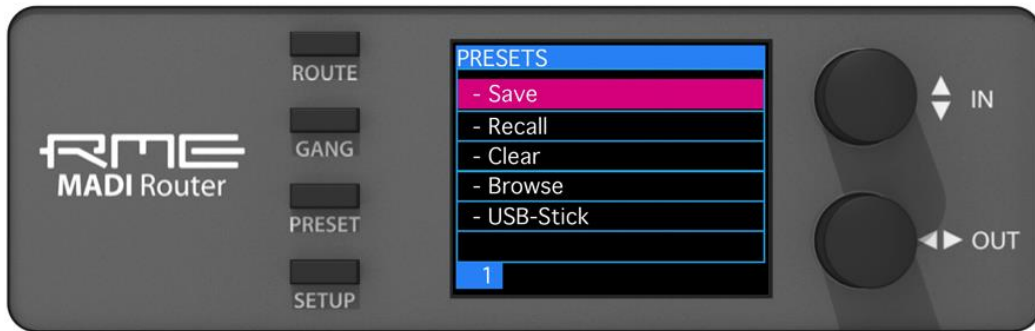 RME
MADI Router
ROUTE
GANG
PRESET
SETUP
PRESETS
- Save
- Recall
- Clear
- Browse
- USB-Stick
1
IN
OUT